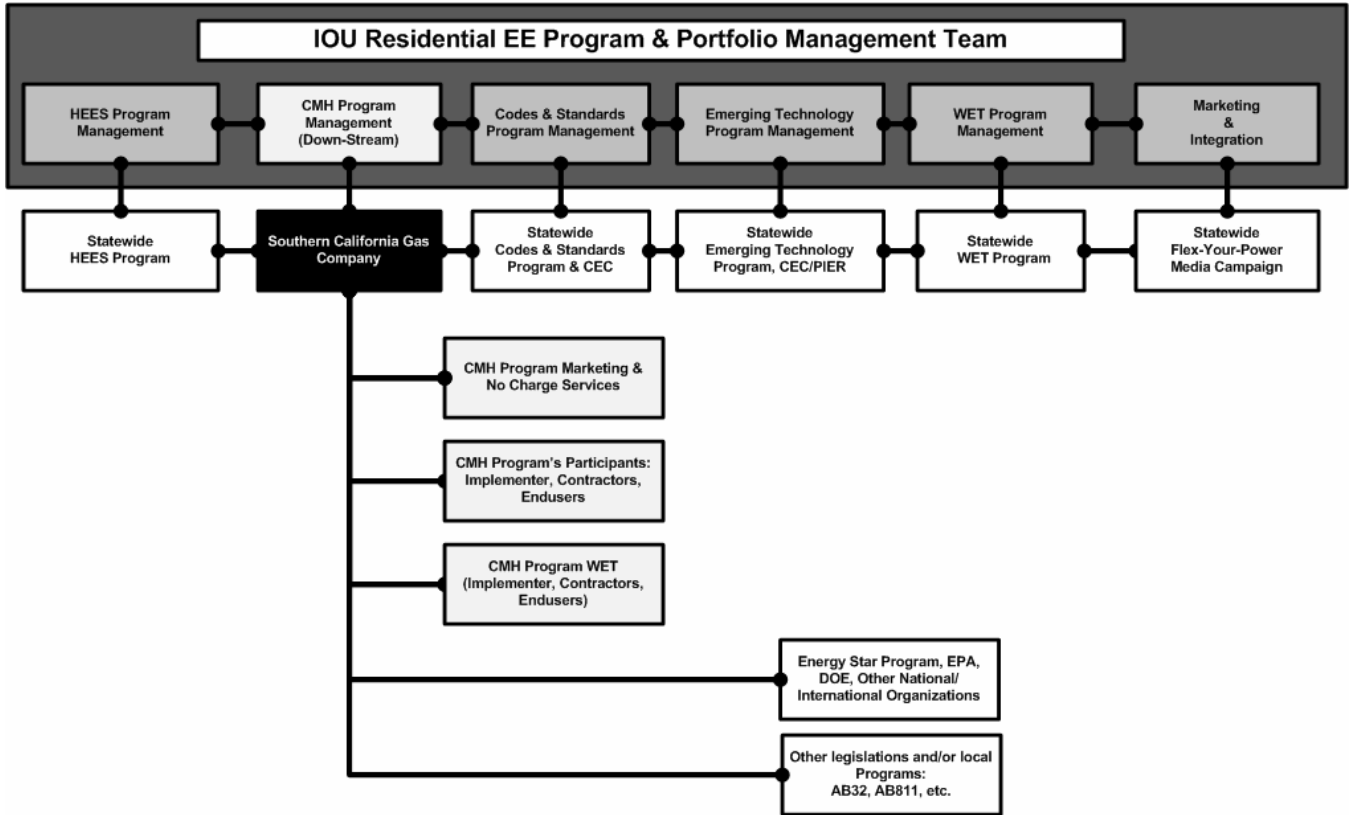 IOU Residential EE Program & Portfolio Management Team
HEES Program
Management
CMH Program
Management
(Down-Stream)
Codes & Standards
Program Management
Emerging Technology
Program Management
WET Program
Management
Marketing
&
Integration
Statewide
HEES Program
Southern California Gas
Company
Statewide
Codes & Standards
Program & CEC
Statewide
Emerging Technology
Program, CEC/PIER
Statewide
WET Program
Statewide
Flex-Your-Power
Media Campaign
CMH Program Marketing &
No Charge Services
CMH Program's Participants:
Implementer, Contractors,
Endusers
CMH Program WET
(Implementer, Contractors,
Endusers)
Energy Star Program, EPA,
DOE, Other National/
International Organizations
Other legislations and/or local
Programs:
AB32, AB811, etc.